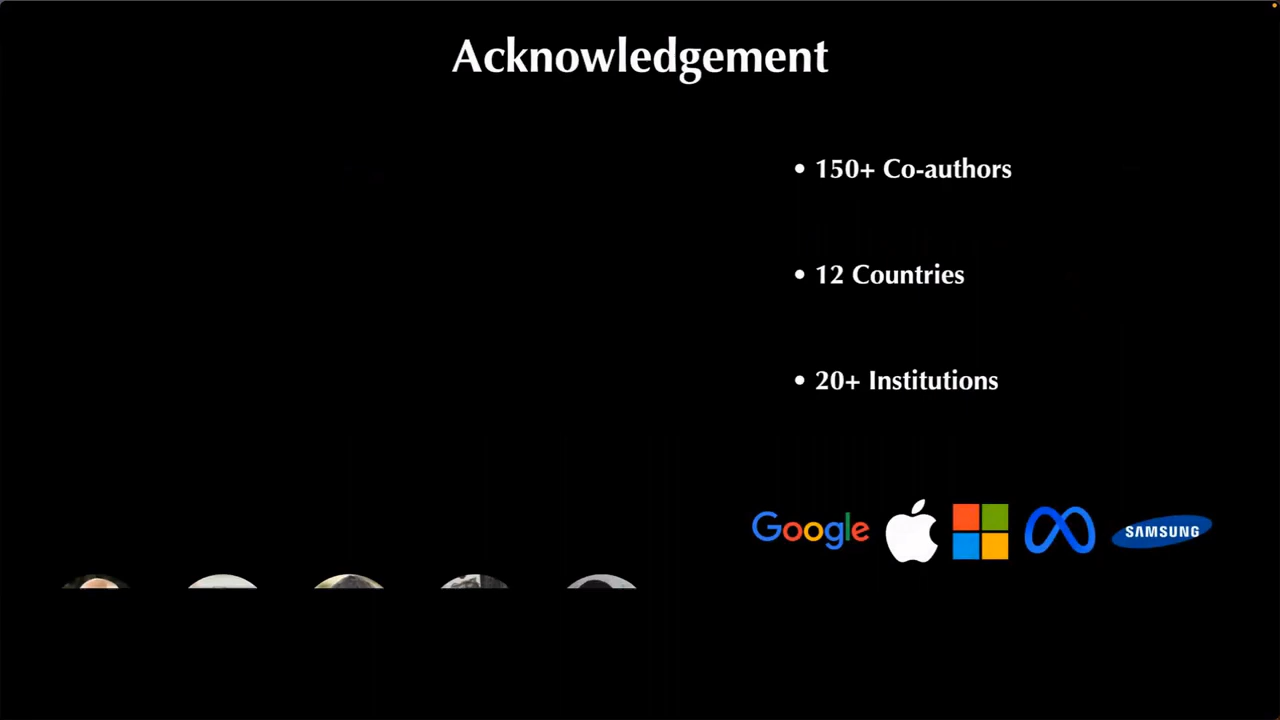 Acknowledgement
• 150+ Co-authors
• 12 Countries
• 20+ Institutions
Google
SAMSUNG